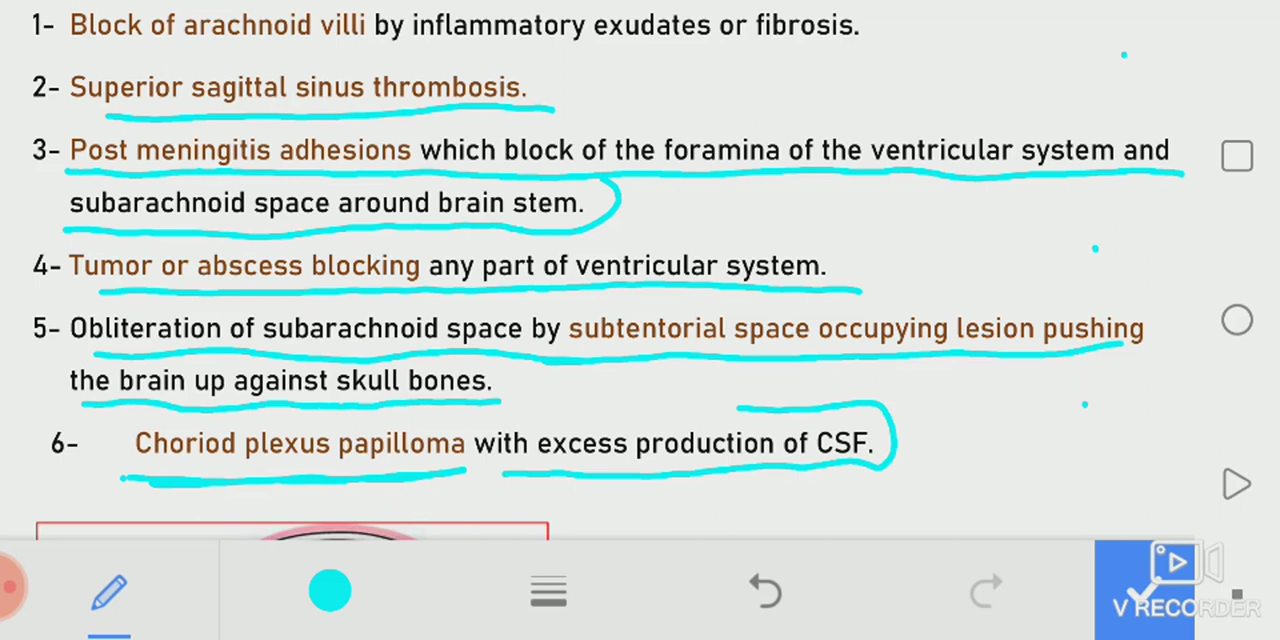 1- Block of arachnoid villi by inflammatory exudates or fibrosis.
2- Superior sagittal sinus thrombosis.
3- Post meningitis adhesions which block of the foramina of the ventricular system and
subarachnoid space around brain stem.
4- Tumor or abscess blocking any part of ventricular system.
5- Obliteration of subarachnoid space by subtentorial space occupying lesion pushing
the brain up against skull bones.
6- Choriod plexus papilloma with excess production of CSF.
V RECORDER